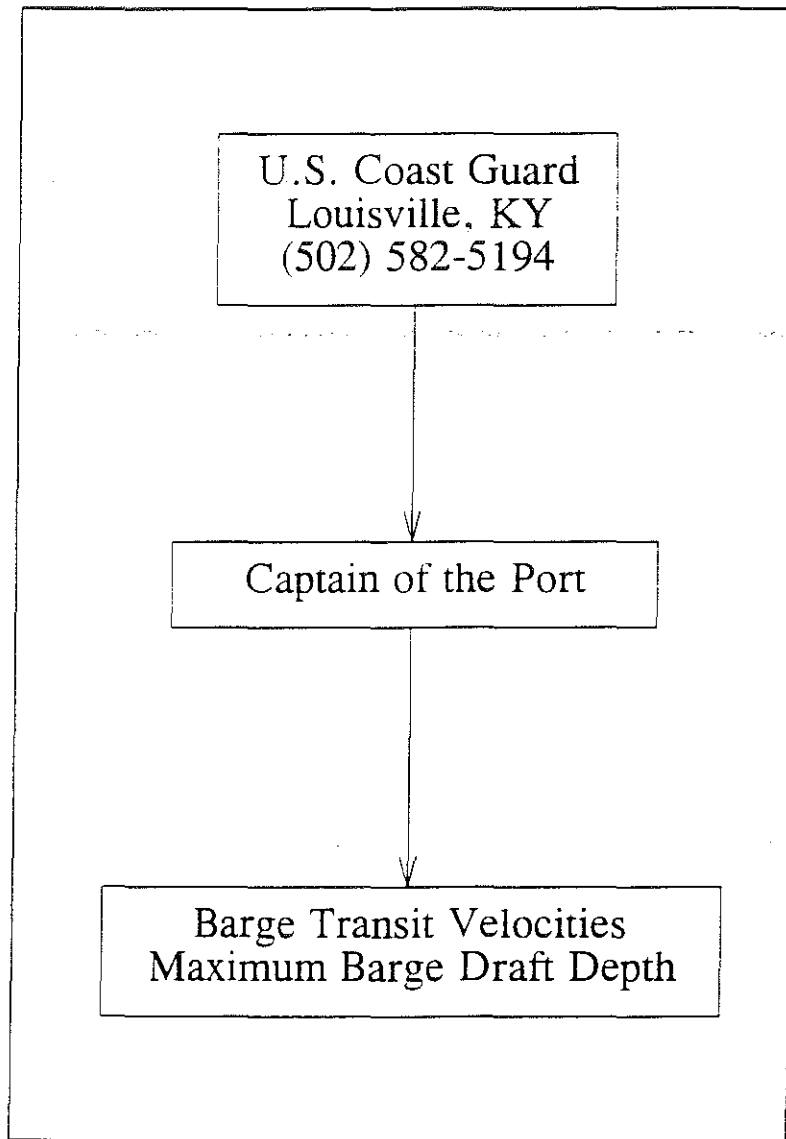 U.S. Coast Guard
Louisville, KY
(502) 582-5194
Captain of the Port
Barge Transit Velocities
Maximum Barge Draft Depth